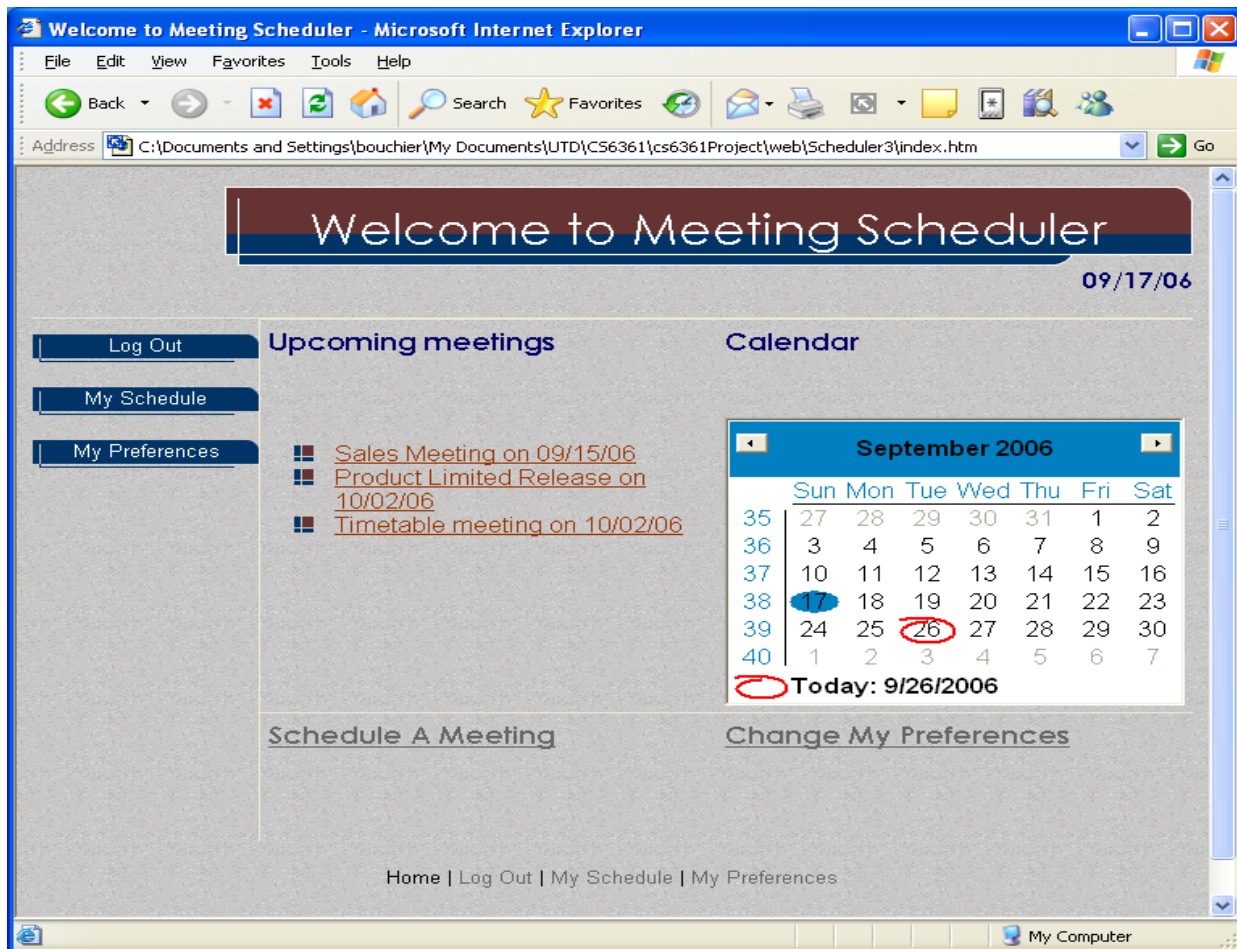 Welcome to Meeting Scheduler - Microsoft Internet Explorer
File Edit View Favorites Tools Help
Back Search Favorites
Address C:\Documents and Settings\bouchier\My Documents\UTD\CS6361\cs6361Project\web\Scheduler3\index.htm Go
Welcome to Meeting Scheduler
09/17/06
Log Out
My Schedule
My Preferences
Upcoming meetings
Sales Meeting on 09/15/06
Product Limited Release on
10/02/06
Timetable meeting on 10/02/06
Calendar
September 2006
Sun Mon Tue Wed Thu Fri Sat
35 27 28 29 30 31 1 2
36 3 4 5 6 7 8 9
37 10 11 12 13 14 15 16
38 17 18 19 20 21 22 23
39 24 25 26 27 28 29 30
40 1 2 3 4 5 6 7
Today: 9/26/2006
Schedule A Meeting
Change My Preferences
Home | Log Out | My Schedule | My Preferences
My Computer